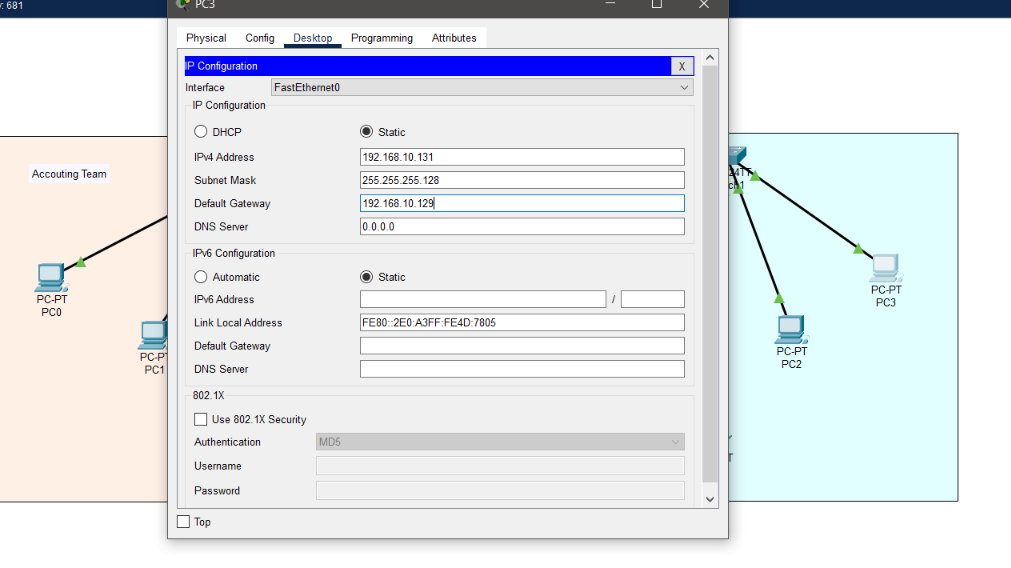 : 681
PC3
Physical Config Desktop Programming Attributes
IP Configuration X
Interface FastEthernet0
IP Configuration
DHCP Static
IPv4 Address 192.168.10.131
Subnet Mask 255.255.255.128
Default Gateway 192.168.10.129
DNS Server 0.0.0.0
IPv6 Configuration
Automatic Static
IPv6 Address /
Link Local Address FE80::2E0:A3FF:FE4D:7805
Default Gateway
DNS Server
802.1X
Use 802.1X Security
Authentication MD5
Username
Password
Top
Accouting Team
PC-PT
PC0
PC-PT
PC1
PC-PT
PC3
PC-PT
PC2